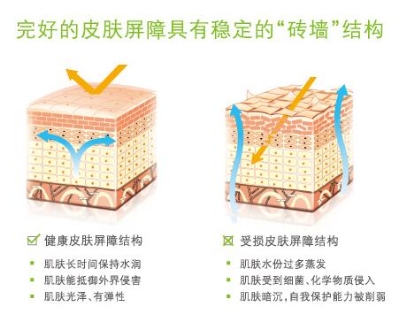 完好的皮肤屏障具有稳定的“砖墙”结构
健康皮肤屏障结构
肌肤长时间保持水润
肌肤能抵御外界侵害
肌肤光泽、有弹性
受损皮肤屏障结构
肌肤水份过多蒸发
肌肤受到细菌、化学物质侵入
肌肤暗沉，自我保护能力被削弱